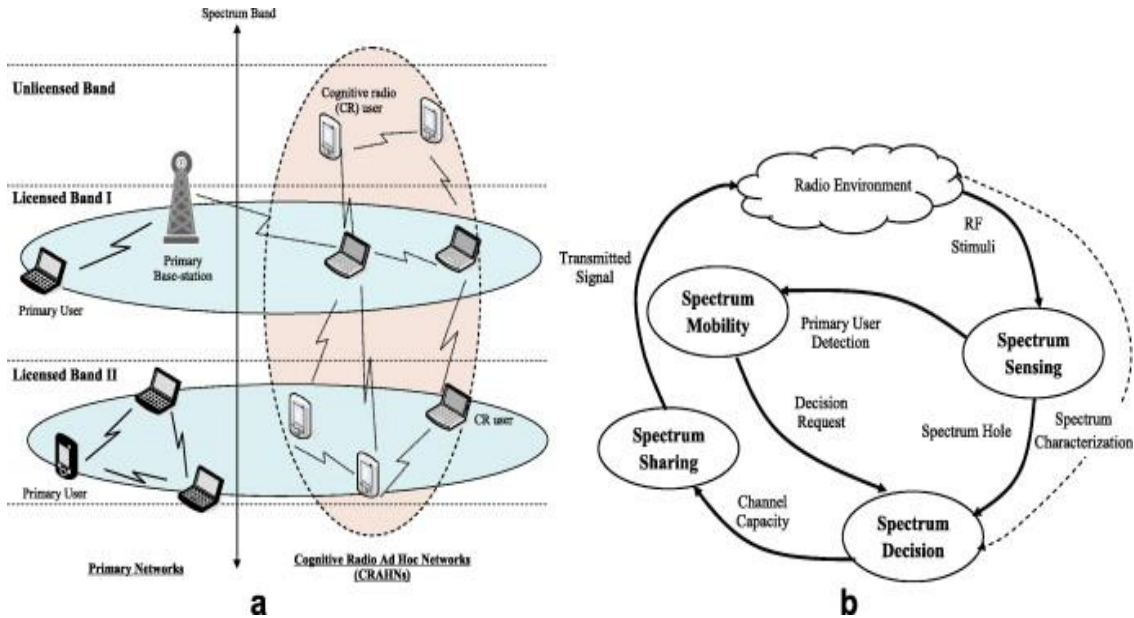 Spectrum Band
Unlicensed Band
Cognitive radio
(CR) user
Licensed Band I
Primary
Base-station
Primary User
Licensed Band II
CR user
Primary User
Primary Networks
Cognitive Radio Ad Hoc Networks
(CRAHNs)
a
Radio Environment
RF
Stimuli
Transmitted
Signal
Spectrum
Mobility
Primary User
Detection
Spectrum
Sensing
Decision
Request
Spectrum Hole
Spectrum
Characterization
Spectrum
Sharing
Channel
Capacity
Spectrum
Decision
b